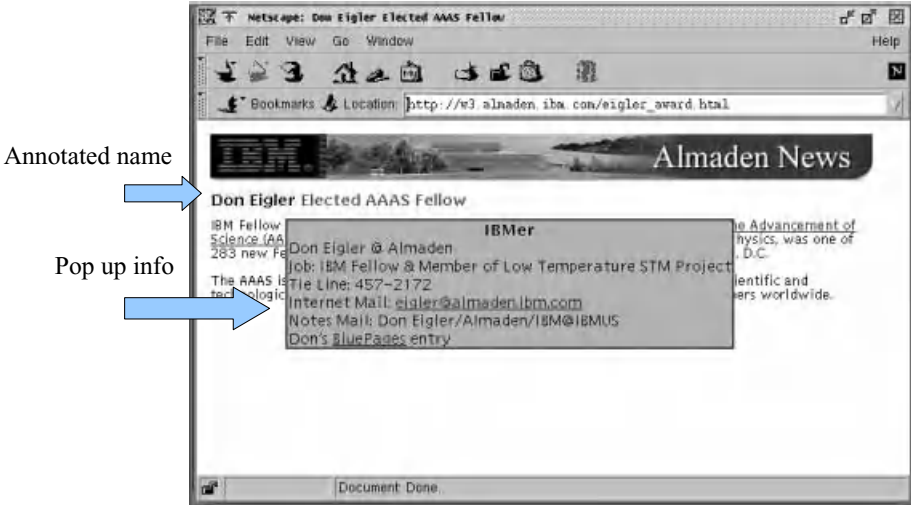 Netscape: Don Eigler Elected AAAS Fellow
File Edit View Go Window Help
N
Bookmarks Location: http://w3.almaden.ibm.com/eigler_award.html
IBM. Almaden News
Annotated name
Don Eigler Elected AAAS Fellow
IBM Fellow
e Advancement of
Science (AA
hysics, was one of
283 new Fe
, D.C.
Pop up info
IBMer
Don Eigler @ Almaden
Job: IBM Fellow & Member of Low Temperature STM Project
Tie Line: 457-2172
Internet Mail: eigler@almaden.ibm.com
Notes Mail: Don Eigler/Almaden/IBM@IBMUS
Don's BluePages entry
The AAAS is
ientific and
technologic
ers worldwide.
Document: Done.